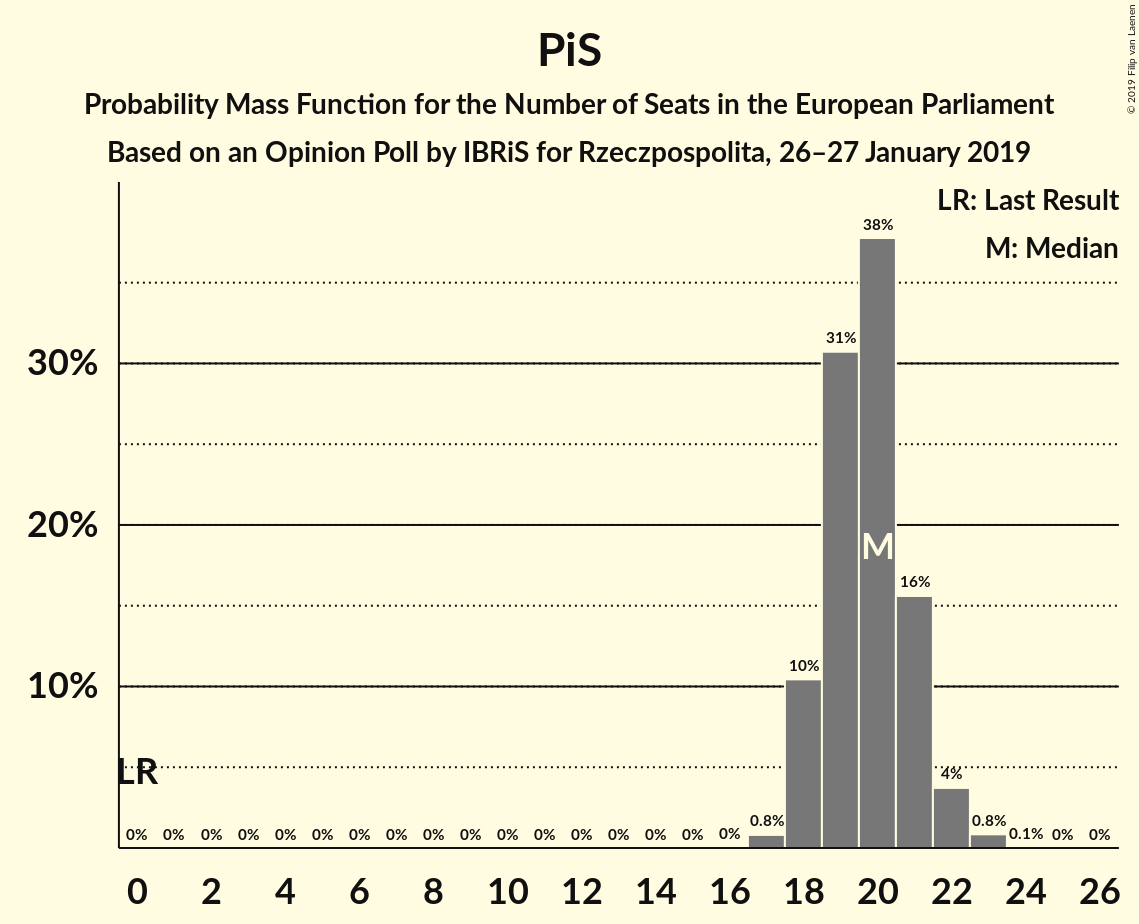 PiS
Probability Mass Function for the Number of Seats in the European Parliament
Based on an Opinion Poll by IBRiS for Rzeczpospolita, 26–27 January 2019
© 2019 Filip van Laenen
LR: Last Result
M: Median
38%
31%
30%
20%
M
16%
10%
10%
LR
4%
0% 0% 0% 0% 0% 0% 0% 0% 0% 0% 0% 0% 0% 0% 0% 0% 0% 0.8% 0.8% 0.1% 0% 0%
0 2 4 6 8 10 12 14 16 18 20 22 24 26